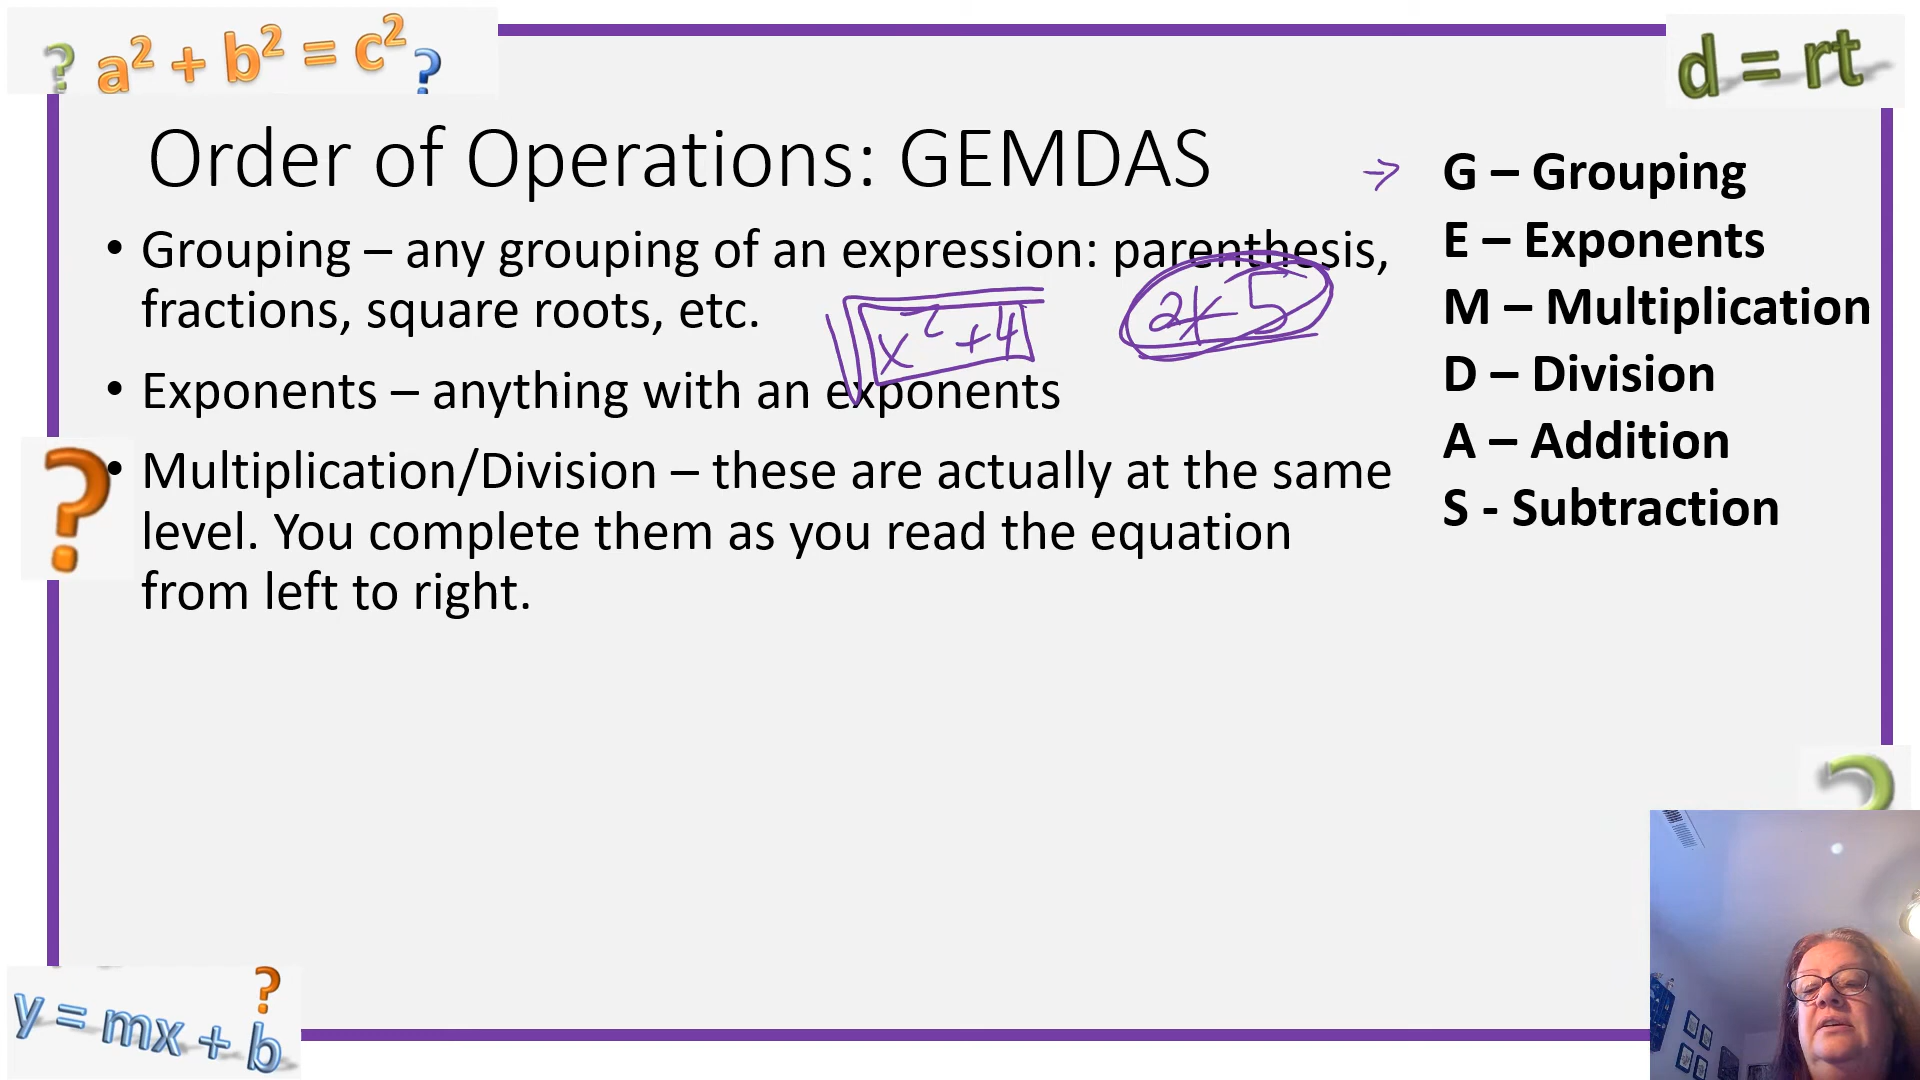 ? a² + b² = c² ?
d = rt
Order of Operations: GEMDAS
• Grouping – any grouping of an expression: parenthesis,
fractions, square roots, etc.
√x² + 4
• Exponents – anything with an exponents
• Multiplication/Division – these are actually at the same
level. You complete them as you read the equation
from left to right.
→ G – Grouping
E – Exponents
M – Multiplication
D – Division
A – Addition
S - Subtraction
?
?
?
y = mx + b